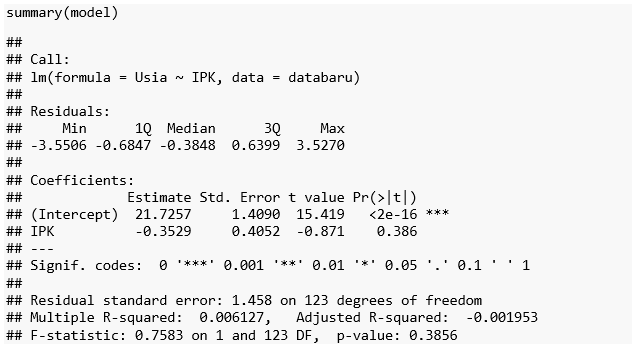 summary(model)
##
## Call:
## lm(formula = Usia ~ IPK, data = databaru)
##
## Residuals:
##     Min      1Q  Median      3Q     Max
## -3.5506 -0.6847 -0.3848  0.6399  3.5270
##
## Coefficients:
##             Estimate Std. Error t value Pr(>|t|)
## (Intercept)  21.7257     1.4090  15.419   <2e-16 ***
## IPK          -0.3529     0.4052  -0.871    0.386
## ---
## Signif. codes:  0 '***' 0.001 '**' 0.01 '*' 0.05 '.' 0.1 ' ' 1
##
## Residual standard error: 1.458 on 123 degrees of freedom
## Multiple R-squared:  0.006127,  Adjusted R-squared:  -0.001953
## F-statistic: 0.7583 on 1 and 123 DF,  p-value: 0.3856